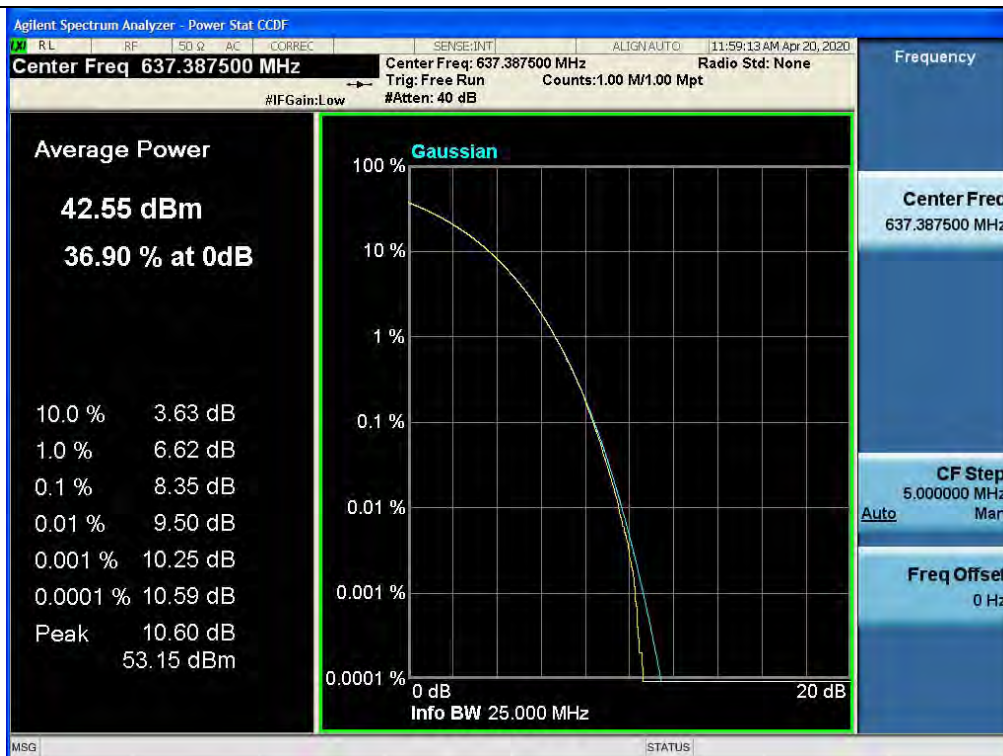 Agilent Spectrum Analyzer - Power Stat CCDF
LXI RL RF 50 Ω AC CORREC SENSE:INT ALIGNAUTO 11:59:13 AM Apr 20, 2020
Center Freq 637.387500 MHz
Center Freq: 637.387500 MHz Radio Std: None
Trig: Free Run Counts:1.00 M/1.00 Mpt
#IFGain:Low #Atten: 40 dB
Average Power
42.55 dBm
36.90 % at 0dB
10.0 % 3.63 dB
1.0 % 6.62 dB
0.1 % 8.35 dB
0.01 % 9.50 dB
0.001 % 10.25 dB
0.0001 % 10.59 dB
Peak 10.60 dB
53.15 dBm
Gaussian
100 %
10 %
1 %
0.1 %
0.01 %
0.001 %
0.0001 %
0 dB 20 dB
Info BW 25.000 MHz
Frequency
Center Freq
637.387500 MHz
CF Step
5.000000 MHz
Auto Man
Freq Offset
0 Hz
MSG STATUS